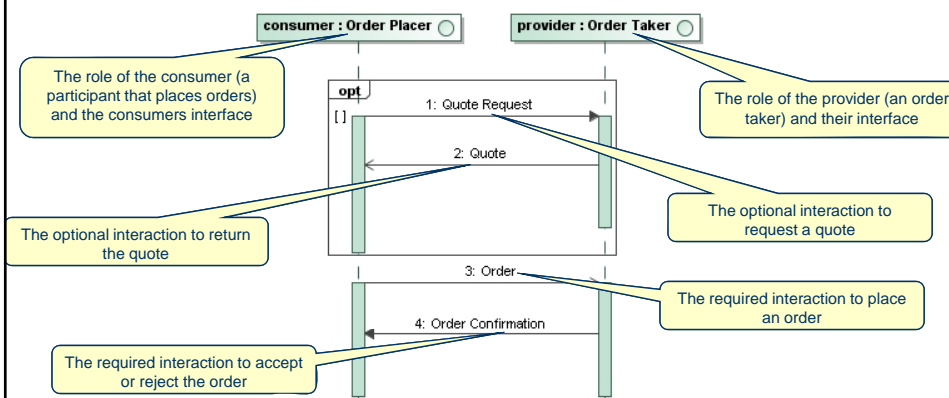 consumer : Order Placer
provider : Order Taker
The role of the consumer (a
participant that places orders)
and the consumers interface
The role of the provider (an order
taker) and their interface
opt
[ ]
1: Quote Request
2: Quote
The optional interaction to
request a quote
The optional interaction to return
the quote
3: Order
The required interaction to place
an order
4: Order Confirmation
The required interaction to accept
or reject the order